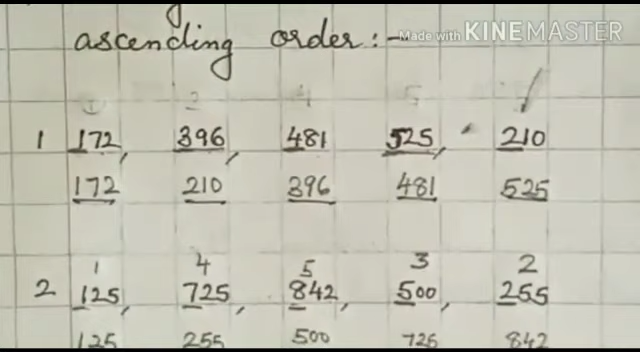 ascending order :-
Made with KINEMASTER
1 2 4 5
1 172, 396, 481 525, 210
172 210 396 481 525
1 4 5 3 2
2 125, 725, 842, 500, 255
125 255 500 725 842